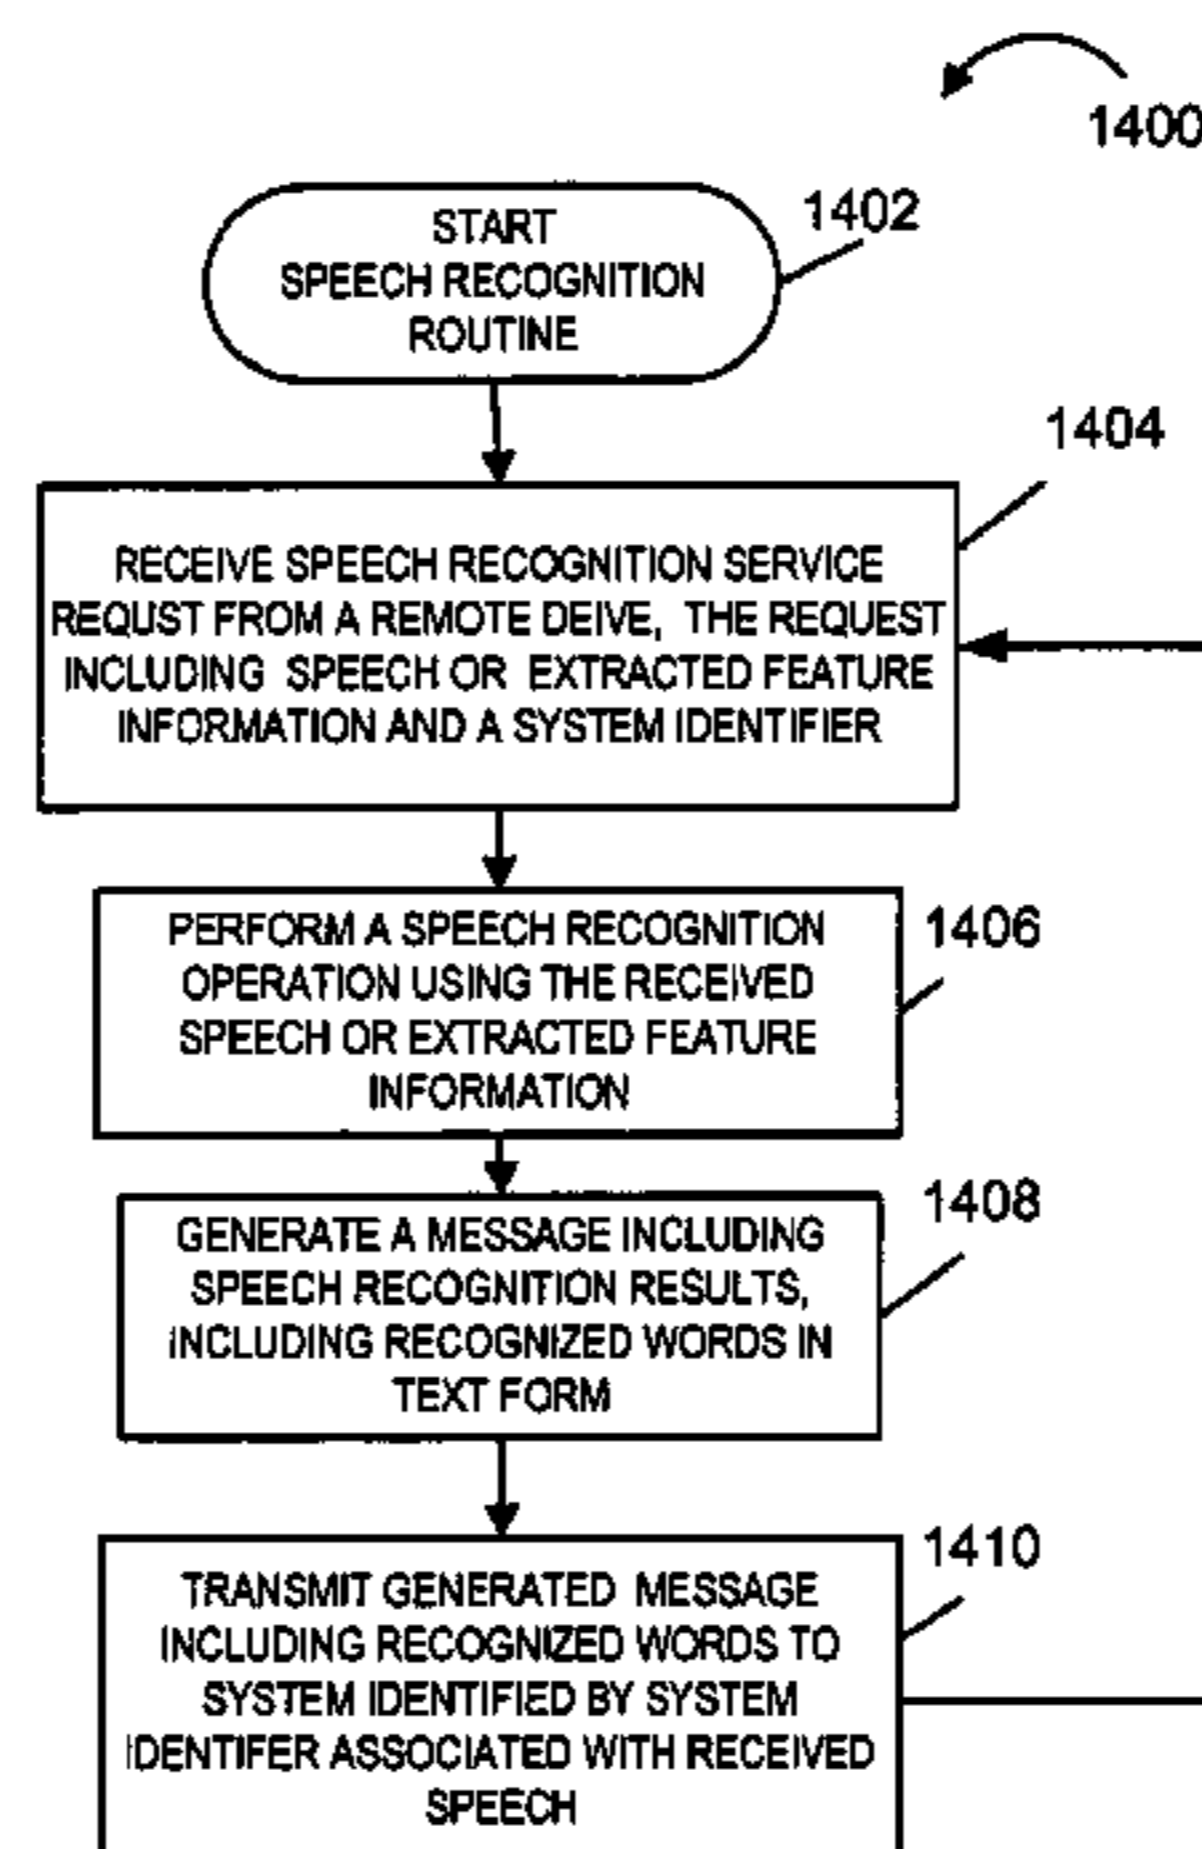 1400
START
SPEECH RECOGNITION
ROUTINE
1402
1404
RECEIVE SPEECH RECOGNITION SERVICE
REQUST FROM A REMOTE DEIVE, THE REQUEST
INCLUDING SPEECH OR EXTRACTED FEATURE
INFORMATION AND A SYSTEM IDENTIFIER
PERFORM A SPEECH RECOGNITION
OPERATION USING THE RECEIVED
SPEECH OR EXTRACTED FEATURE
INFORMATION
1406
GENERATE A MESSAGE INCLUDING
SPEECH RECOGNITION RESULTS,
INCLUDING RECOGNIZED WORDS IN
TEXT FORM
1408
TRANSMIT GENERATED MESSAGE
INCLUDING RECOGNIZED WORDS TO
SYSTEM IDENTIFIED BY SYSTEM
IDENTIFER ASSOCIATED WITH RECEIVED
SPEECH
1410